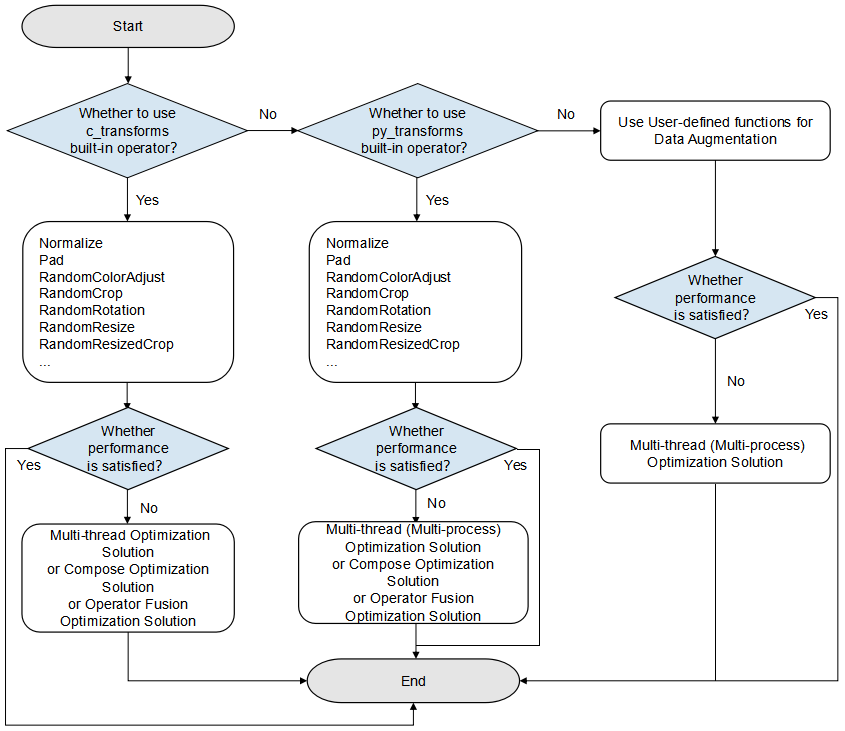 Start
Whether to use
c_transforms
built-in operator?
No
Whether to use
py_transforms
built-in operator?
No
Use User-defined functions for
Data Augmentation
Yes
Yes
Normalize
Pad
RandomColorAdjust
RandomCrop
RandomRotation
RandomResize
RandomResizedCrop
...
Normalize
Pad
RandomColorAdjust
RandomCrop
RandomRotation
RandomResize
RandomResizedCrop
...
Whether
performance
is satisfied?
Yes
No
Whether
performance
is satisfied?
Yes
No
Whether
performance
is satisfied?
Yes
No
Multi-thread Optimization
Solution
or Compose Optimization
Solution
or Operator Fusion
Optimization Solution
Multi-thread (Multi-process)
Optimization Solution
or Compose Optimization
Solution
or Operator Fusion
Optimization Solution
Multi-thread (Multi-process)
Optimization Solution
End